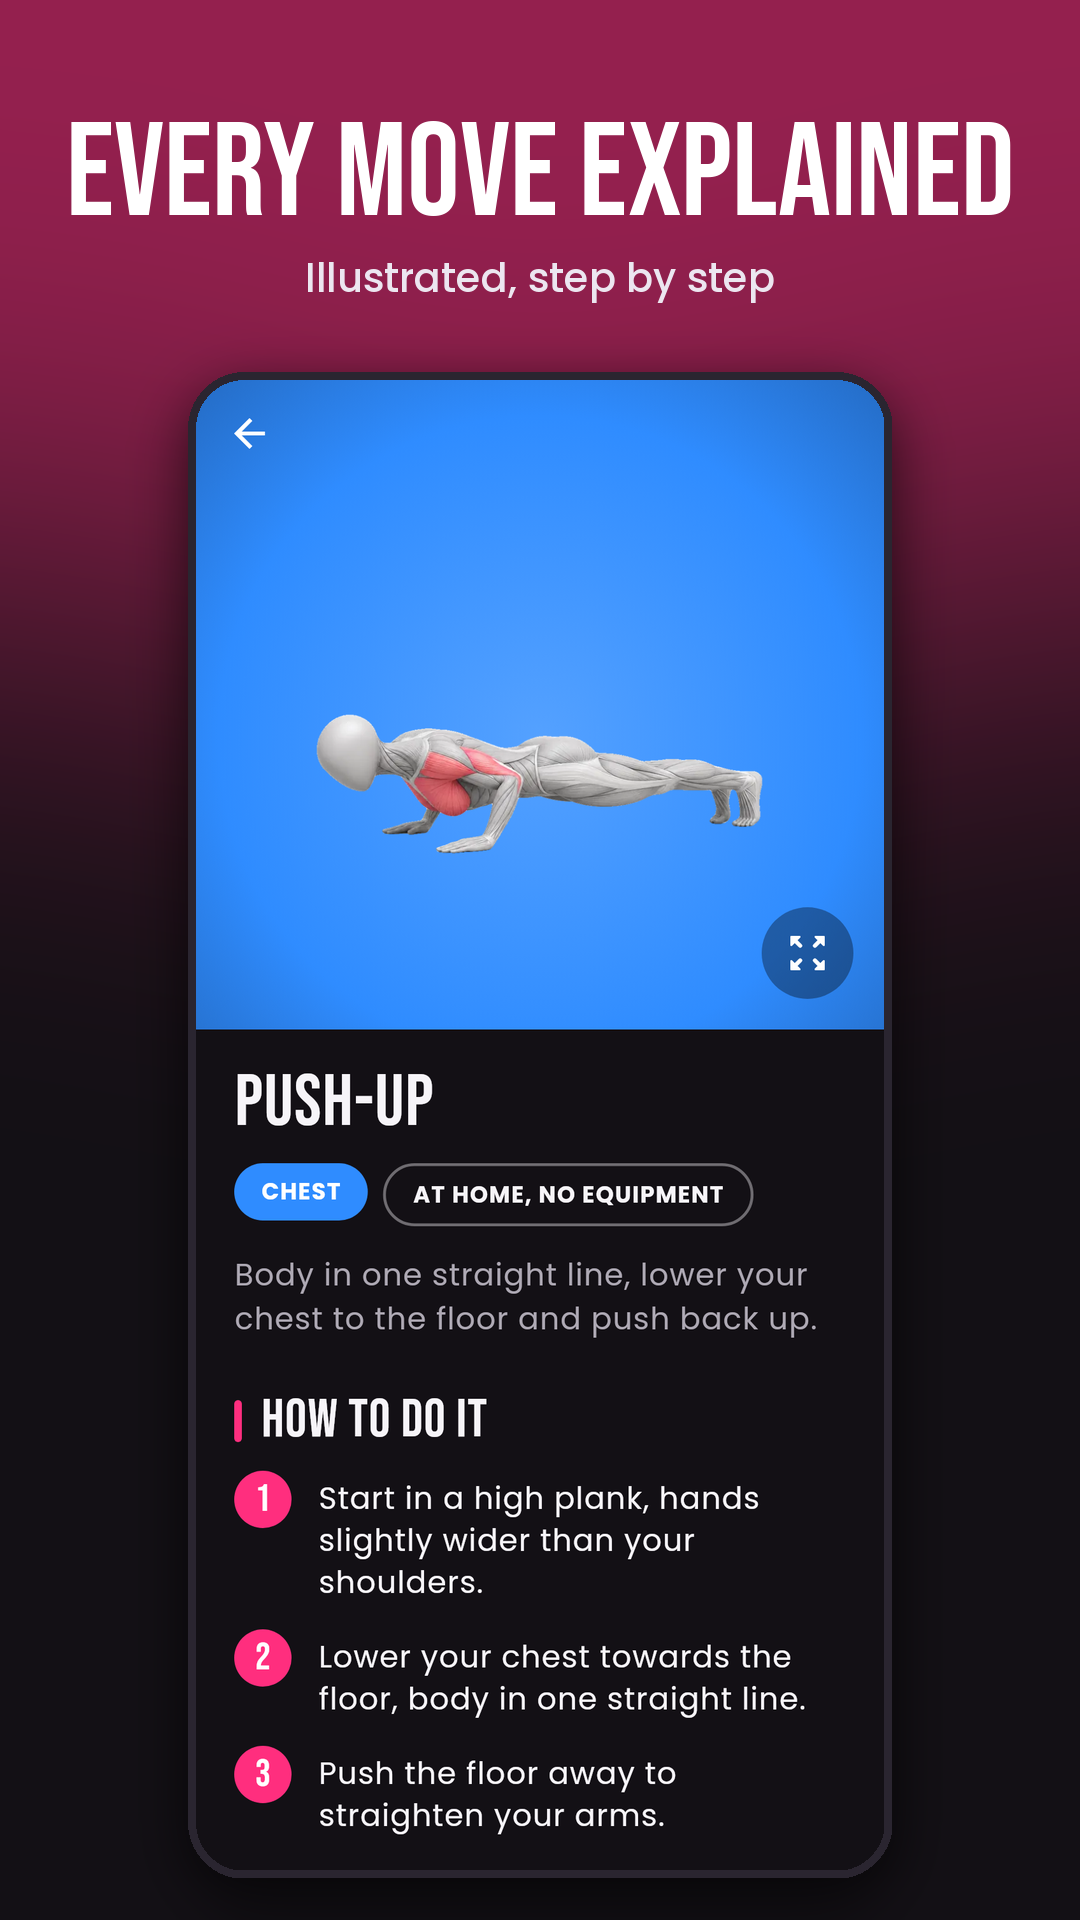 EVERY MOVE EXPLAINED
Illustrated, step by step
PUSH-UP
CHEST
AT HOME, NO EQUIPMENT
Body in one straight line, lower your
chest to the floor and push back up.
HOW TO DO IT
1
Start in a high plank, hands
slightly wider than your
shoulders.
2
Lower your chest towards the
floor, body in one straight line.
3
Push the floor away to
straighten your arms.